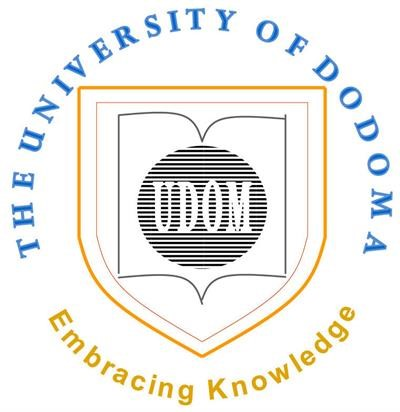 THE UNIVERSITY OF DODOMA
UDOM
Embracing Knowledge